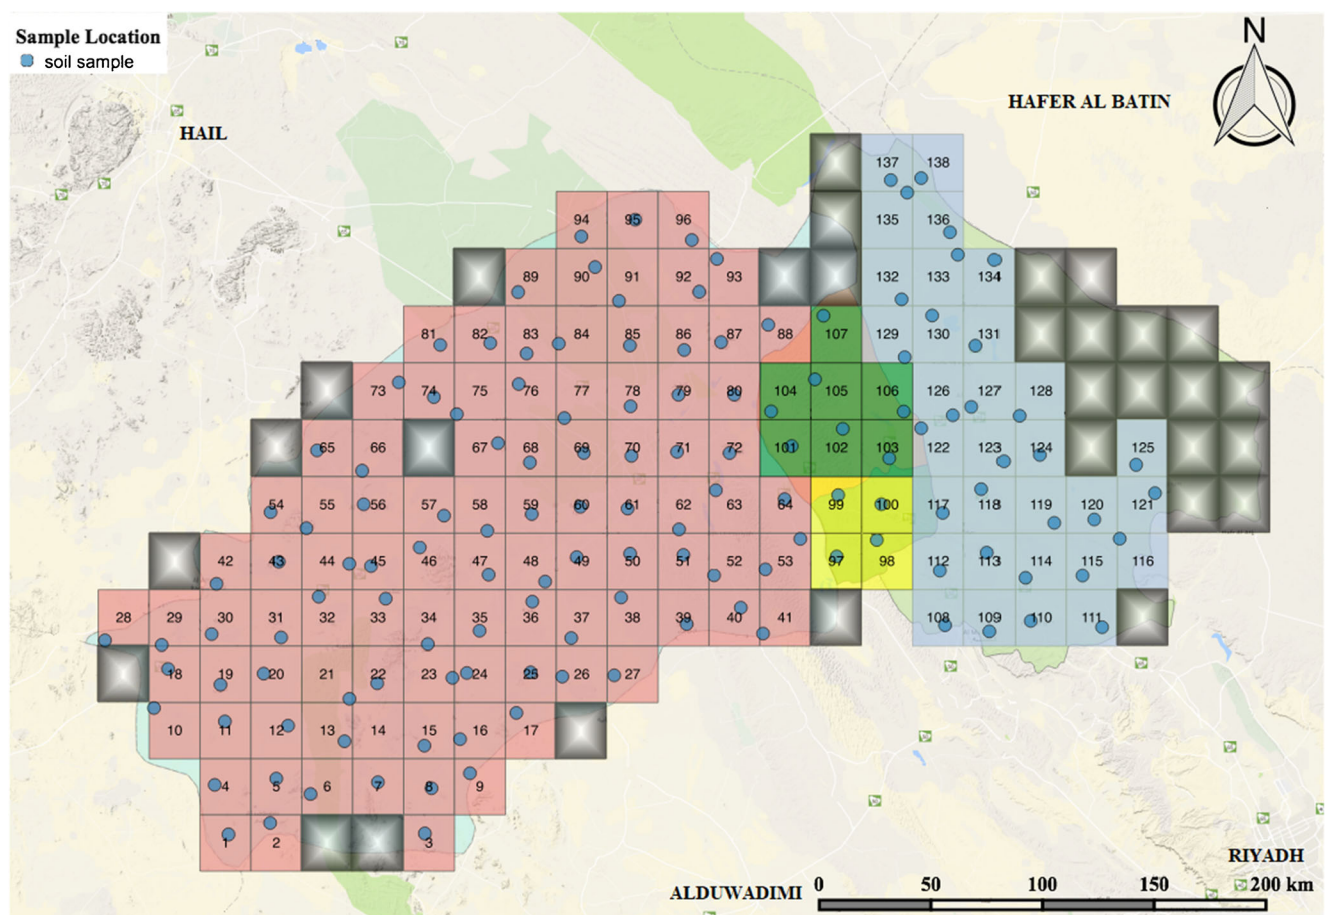 Sample Location
soil sample
N
HAFER AL BATIN
HAIL
137 138
94 95 96 135 136
89 90 91 92 93 132 133 134
81 82 83 84 85 86 87 88 107 129 130 131
73 74 75 76 77 78 79 80 104 105 106 126 127 128
65 66 67 68 69 70 71 72 101 102 103 122 123 124 125
54 55 56 57 58 59 60 61 62 63 64 99 100 117 118 119 120 121
42 43 44 45 46 47 48 49 50 51 52 53 97 98 112 113 114 115 116
28 29 30 31 32 33 34 35 36 37 38 39 40 41 108 109 110 111
18 19 20 21 22 23 24 25 26 27
10 11 12 13 14 15 16 17
4 5 6 7 8 9
1 2 3
RIYADH
ALDUWADIMI
0 50 100 150 200 km